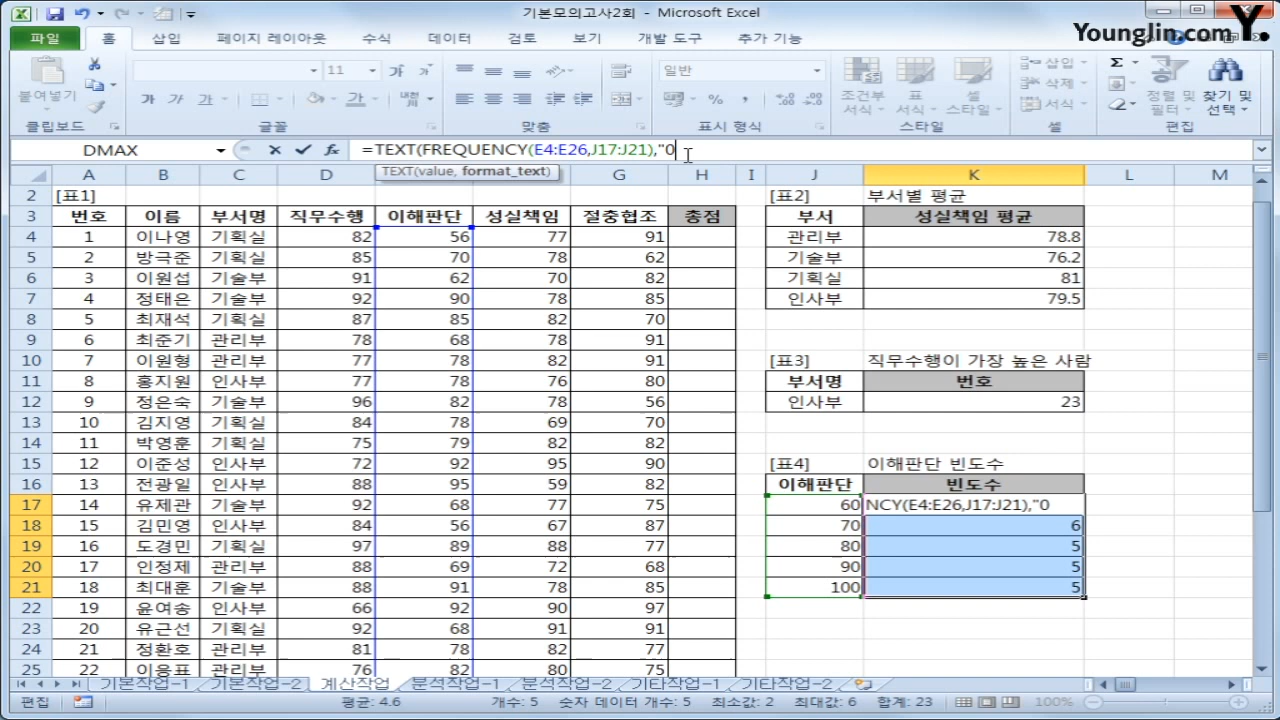 기본모의고사2회 - Microsoft Excel
Younglin.com Y.
파일 홈 삽입 페이지 레이아웃 수식 데이터 검토 보기 개발 도구 추가 기능
붙여넣기 11 가 가 일반 조건부 서식 표 서식 셀 스타일 삽입 삭제 서식 정렬 및 필터 찾기 및 선택
클립보드 글꼴 맞춤 표시 형식 스타일 셀 편집
DMAX =TEXT(FREQUENCY(E4:E26,J17:J21),"0
TEXT(value, format_text)
A B C D E F G H I J K L M
2 [표1] [표2] 부서별 평균
3 번호 이름 부서명 직무수행 이해판단 성실책임 절중협조 총점 부서 성실책임 평균
4 1 이나영 기획실 82 56 77 91 관리부 78.8
5 2 방극준 기획실 85 70 78 62 기술부 76.2
6 3 이원섭 기술부 91 62 70 82 기획실 81
7 4 정태은 기술부 92 90 78 85 인사부 79.5
8 5 최재석 기획실 87 85 82 70
9 6 최준기 관리부 78 68 78 91
10 7 이원형 관리부 77 78 82 91 [표3] 직무수행이 가장 높은 사람
11 8 홍지원 인사부 77 78 76 80 부서명 번호
12 9 정은숙 기술부 96 82 78 56 인사부 23
13 10 김지영 기획실 84 78 69 70
14 11 박영훈 기획실 75 79 82 82
15 12 이준성 인사부 72 92 95 90 [표4] 이해판단 빈도수
16 13 전광일 인사부 88 95 59 82 이해판단 빈도수
17 14 유제관 기술부 92 68 77 75 60 NCY(E4:E26,J17:J21),"0
18 15 김민영 인사부 84 56 67 87 70 6
19 16 도경민 기획실 97 89 88 77 80 5
20 17 인정제 관리부 88 69 72 68 90 5
21 18 최대훈 기술부 88 91 78 85 100 5
22 19 윤여송 인사부 66 92 90 97
23 20 유근선 기획실 92 68 91 91
24 21 정환호 관리부 81 78 82 77
25 22 이응표 관리부 76 82 80 75
기본작업-1 기본작업-2 계산작업 분석작업-1 분석작업-2 기타작업-1 기타작업-2
편집 평균: 4.6 개수: 5 숫자 데이터 개수: 5 최소값: 2 최대값: 6 합계: 23 100%